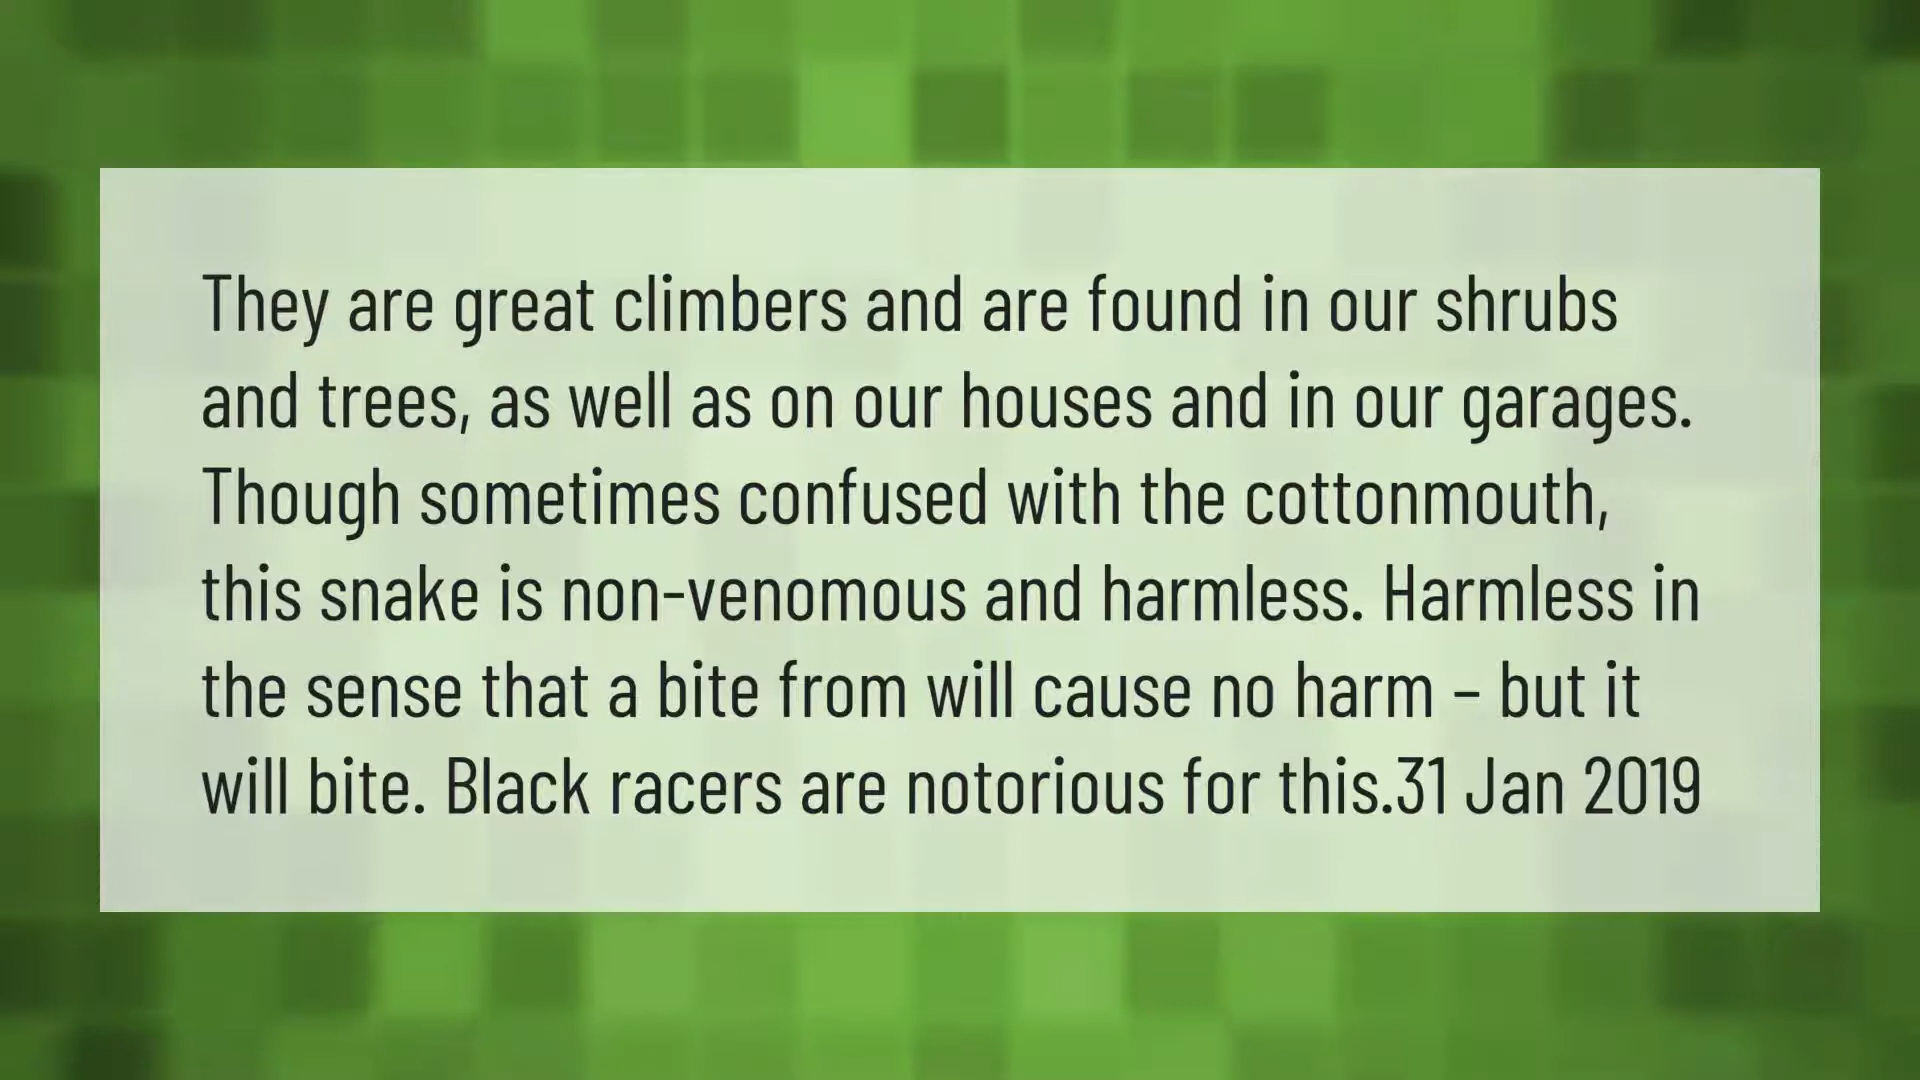 They are great climbers and are found in our shrubs
and trees, as well as on our houses and in our garages.
Though sometimes confused with the cottonmouth,
this snake is non-venomous and harmless. Harmless in
the sense that a bite from will cause no harm – but it
will bite. Black racers are notorious for this.31 Jan 2019